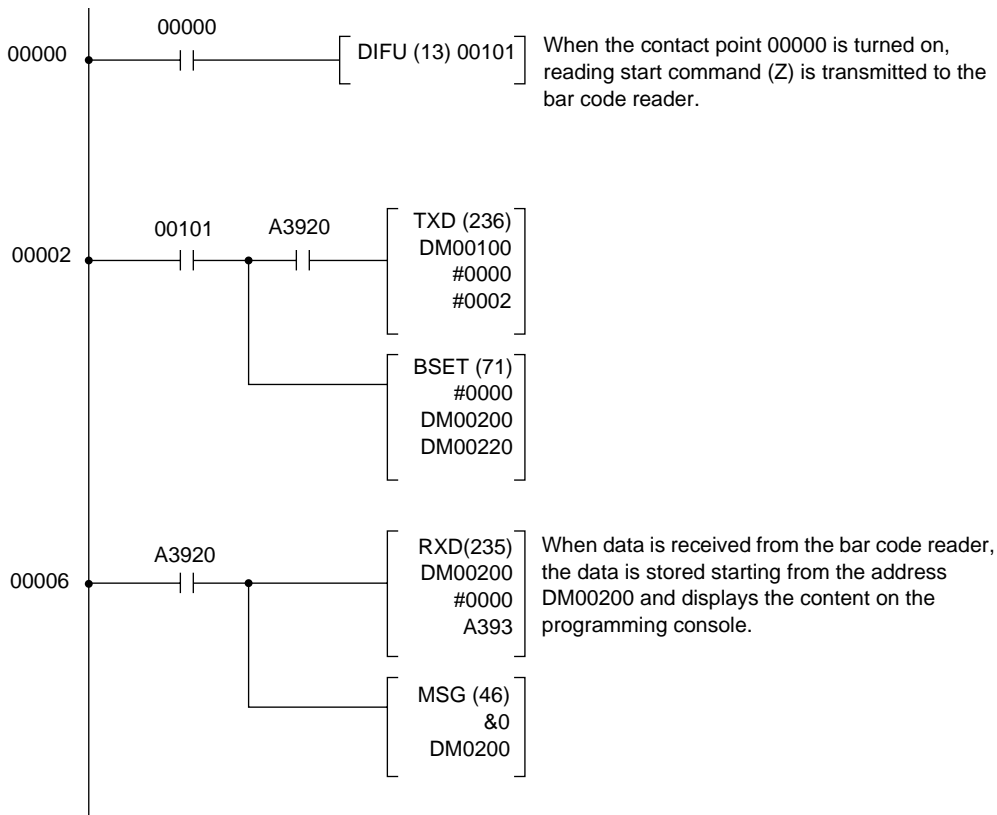 00000
00000
DIFU (13) 00101
When the contact point 00000 is turned on,
reading start command (Z) is transmitted to the
bar code reader.
00002
00101
A3920
TXD (236)
DM00100
#0000
#0002
BSET (71)
#0000
DM00200
DM00220
00006
A3920
RXD(235)
DM00200
#0000
A393
When data is received from the bar code reader,
the data is stored starting from the address
DM00200 and displays the content on the
programming console.
MSG (46)
&0
DM0200